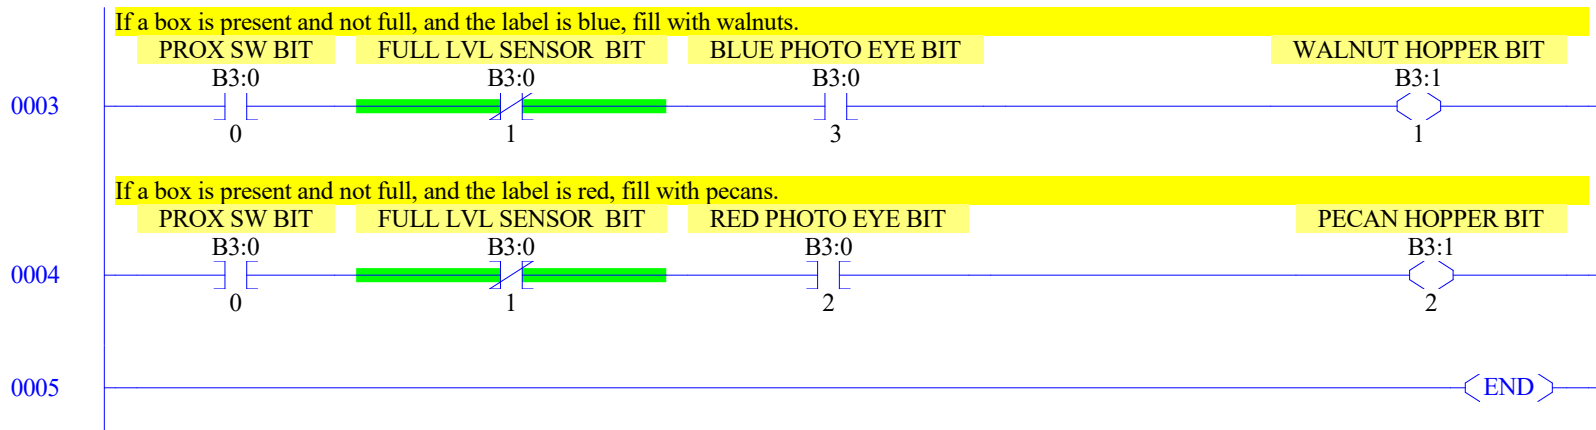 If a box is present and not full, and the label is blue, fill with walnuts.
PROX SW BIT FULL LVL SENSOR BIT BLUE PHOTO EYE BIT WALNUT HOPPER BIT
B3:0 B3:0 B3:0 B3:1
0003
0 1 3 1
If a box is present and not full, and the label is red, fill with pecans.
PROX SW BIT FULL LVL SENSOR BIT RED PHOTO EYE BIT PECAN HOPPER BIT
B3:0 B3:0 B3:0 B3:1
0004
0 1 2 2
0005 END